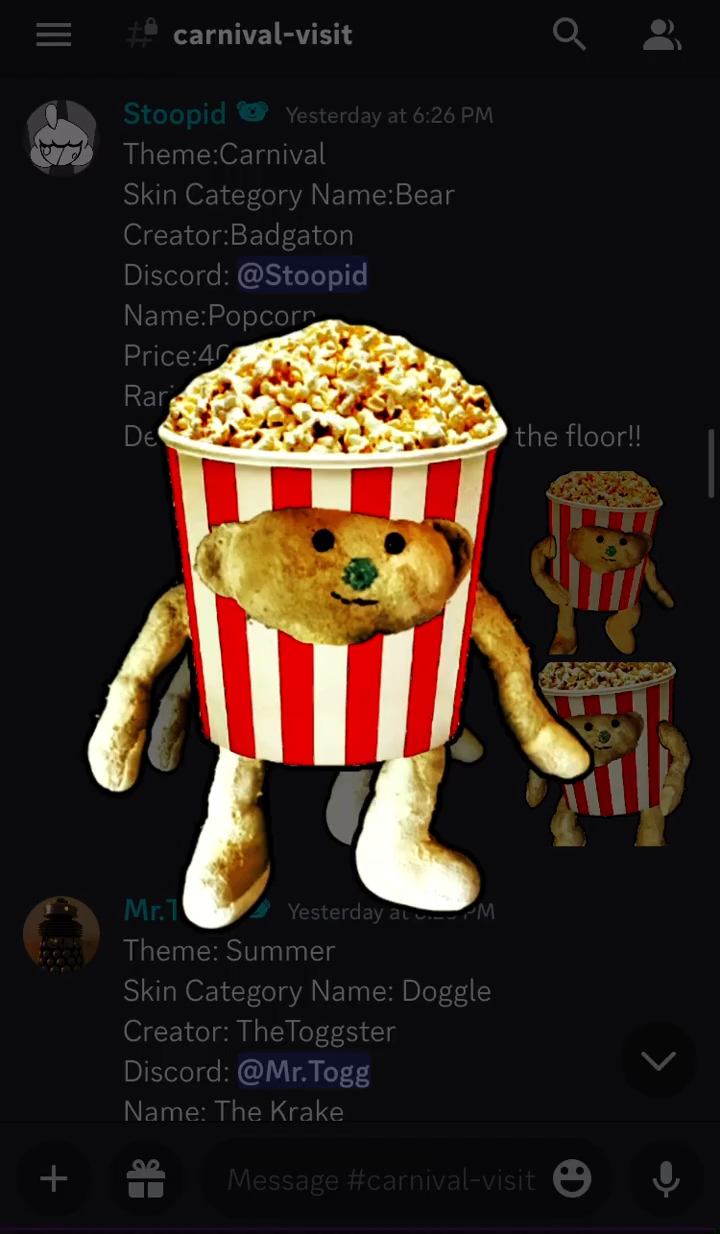 carnival-visit
Stoopid Yesterday at 6:26 PM
Theme:Carnival
Skin Category Name:Bear
Creator:Badgaton
Discord: @Stoopid
Name:Popcorn
the floor!!
Yesterday at PM
Theme: Summer
Skin Category Name: Doggle
Creator: TheToggster
Discord: @Mr.Togg
Name: The Krake
Message #carnival-visit